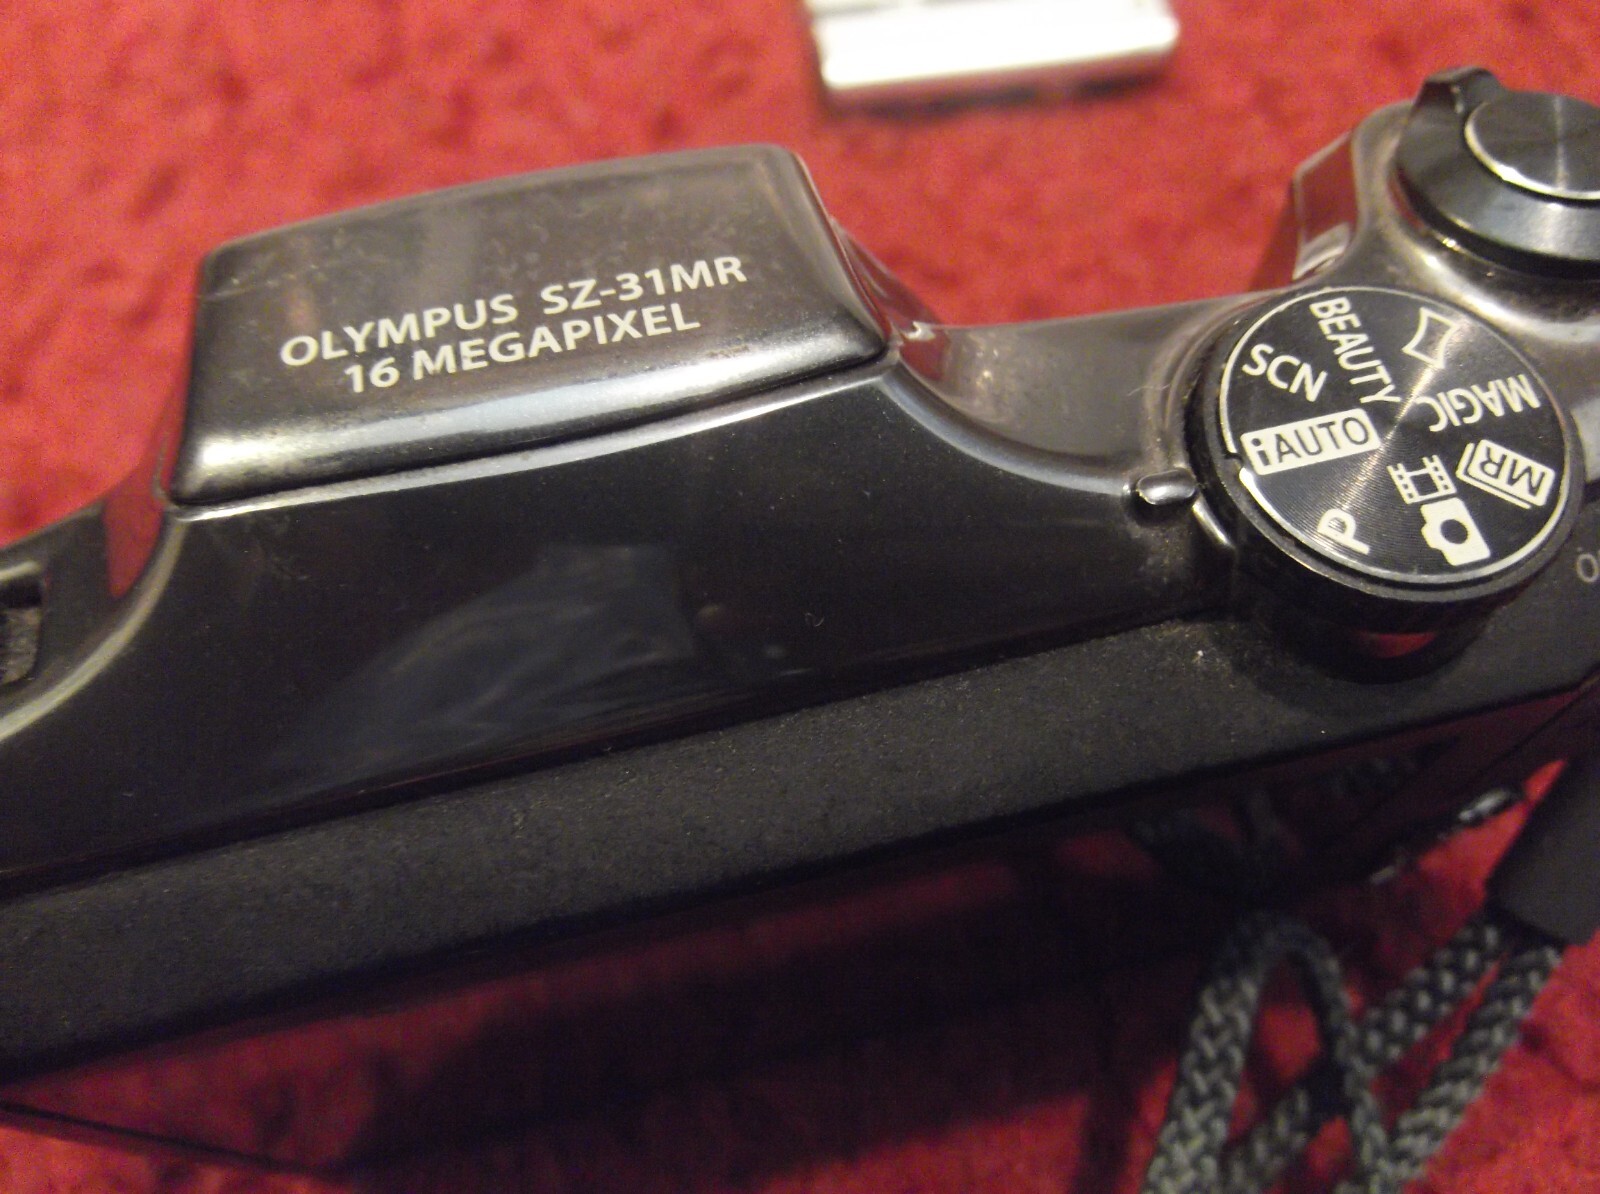 OLYMPUS SZ-31MR
16 MEGAPIXEL
BEAUTY
SCN
MAGIC
iAUTO
MR
P